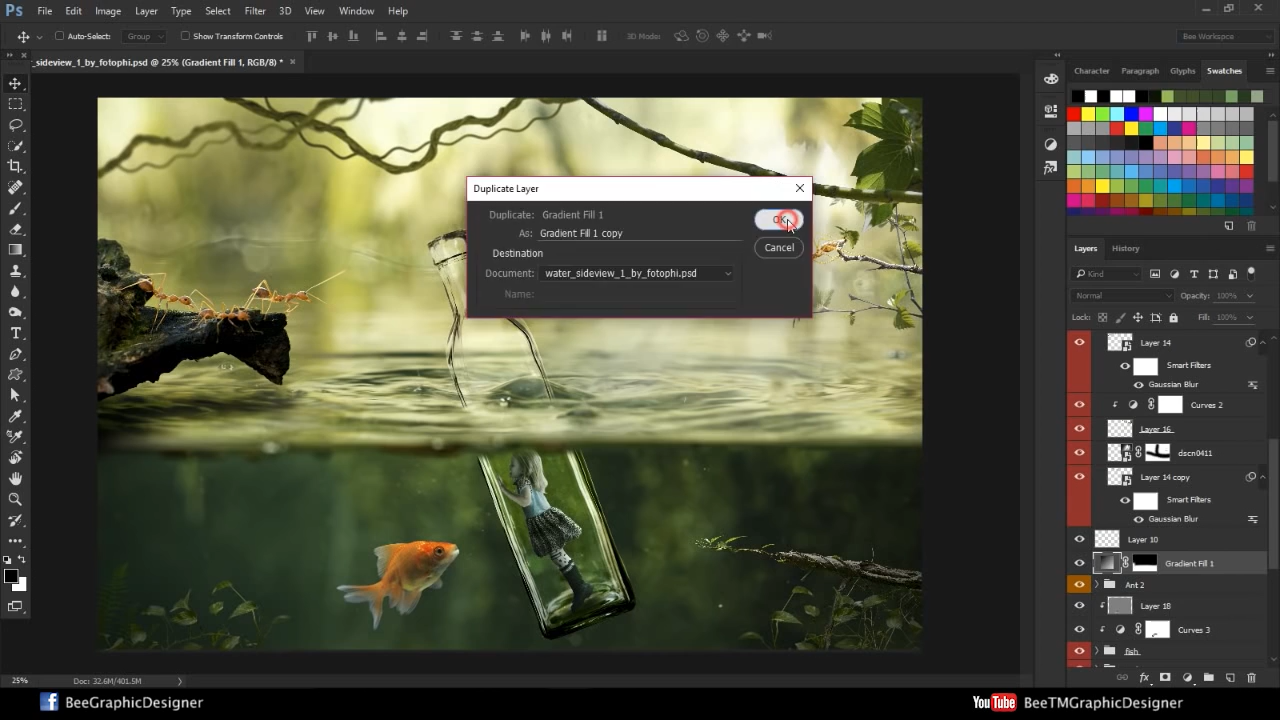 Ps File Edit Image Layer Type Select Filter 3D View Window Help
Auto-Select: Group Show Transform Controls 3D Mode: Bee Workspace
_sideview_1_by_fotophi.psd @ 25% (Gradient Fill 1, RGB/8) *
Character Paragraph Glyphs Swatches
Duplicate Layer
Duplicate: Gradient Fill 1
OK
As: Gradient Fill 1 copy
Cancel
Destination
Document: water_sideview_1_by_fotophi.psd
Name:
Layers History
Kind
Normal Opacity: 100%
Lock: Fill: 100%
Layer 14
Smart Filters
Gaussian Blur
Curves 2
Layer 16
dscn0411
Layer 14 copy
Smart Filters
Gaussian Blur
Layer 10
Gradient Fill 1
Ant 2
Layer 18
Curves 3
fish
25% Doc: 32.6M/401.5M
BeeGraphicDesigner
YouTube BeeTMGraphicDesigner